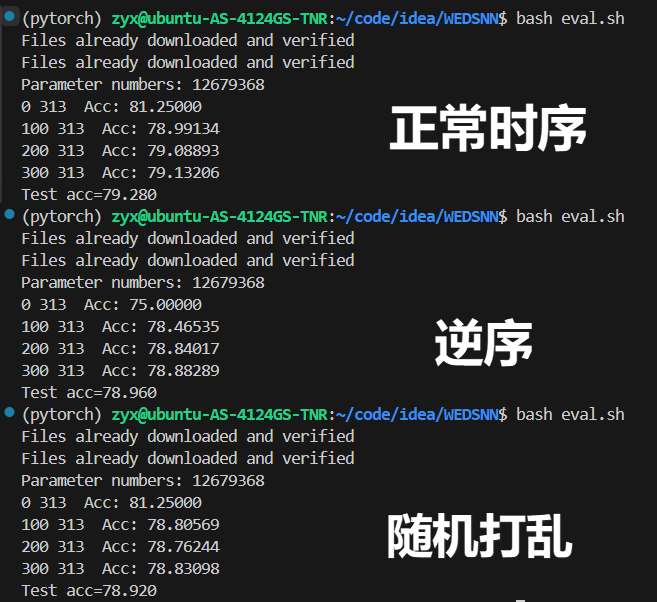 (pytorch) zyx@ubuntu-AS-4124GS-TNR:~/code/idea/WEDSNN$ bash eval.sh
Files already downloaded and verified
Files already downloaded and verified
Parameter numbers: 12679368
0 313  Acc: 81.25000
100 313  Acc: 78.99134
200 313  Acc: 79.08893
300 313  Acc: 79.13206
Test acc=79.280
正常时序
(pytorch) zyx@ubuntu-AS-4124GS-TNR:~/code/idea/WEDSNN$ bash eval.sh
Files already downloaded and verified
Files already downloaded and verified
Parameter numbers: 12679368
0 313  Acc: 75.00000
100 313  Acc: 78.46535
200 313  Acc: 78.84017
300 313  Acc: 78.88289
Test acc=78.960
逆序
(pytorch) zyx@ubuntu-AS-4124GS-TNR:~/code/idea/WEDSNN$ bash eval.sh
Files already downloaded and verified
Files already downloaded and verified
Parameter numbers: 12679368
0 313  Acc: 81.25000
100 313  Acc: 78.80569
200 313  Acc: 78.76244
300 313  Acc: 78.83098
Test acc=78.920
随机打乱